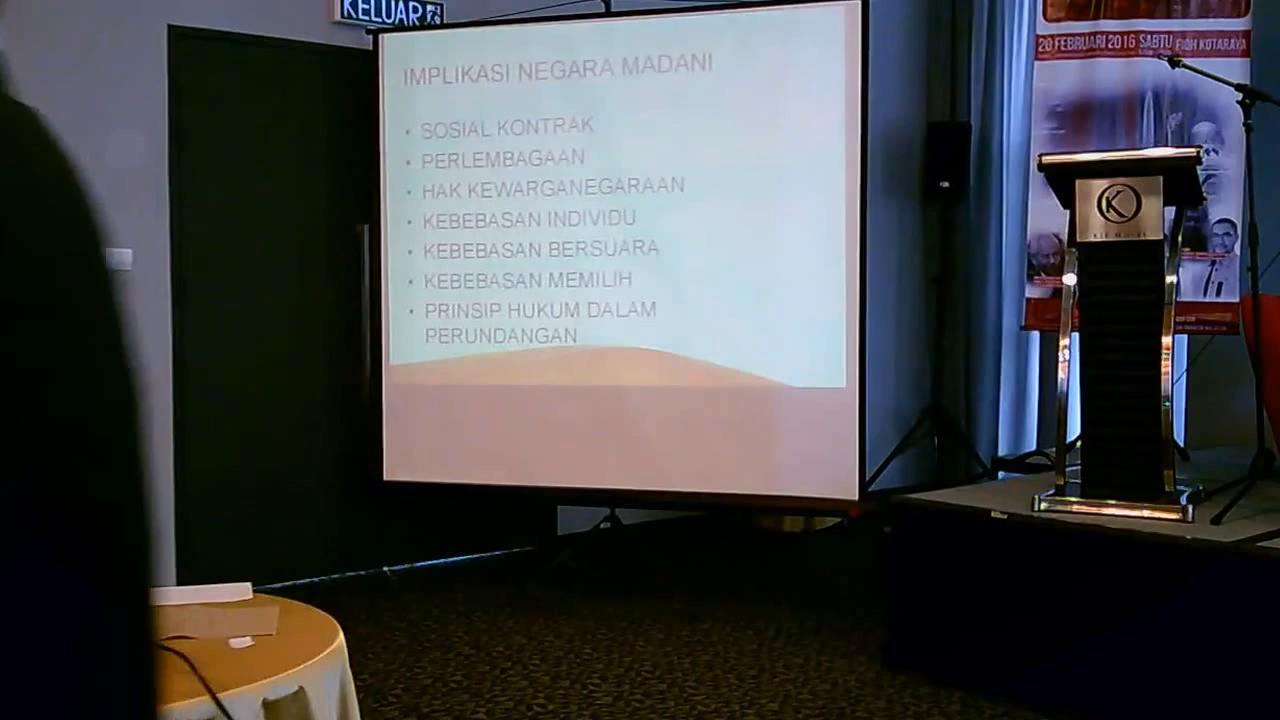 KELUAR
IMPLIKASI NEGARA MADANI
• SOSIAL KONTRAK
• PERLEMBAGAAN
• HAK KEWARGANEGARAAN
• KEBEBASAN INDIVIDU
• KEBEBASAN BERSUARA
• KEBEBASAN MEMILIH
• PRINSIP HUKUM DALAM
PERUNDANGAN
20 FEBRUARI 2016 SABTU
KOTARAYA
K